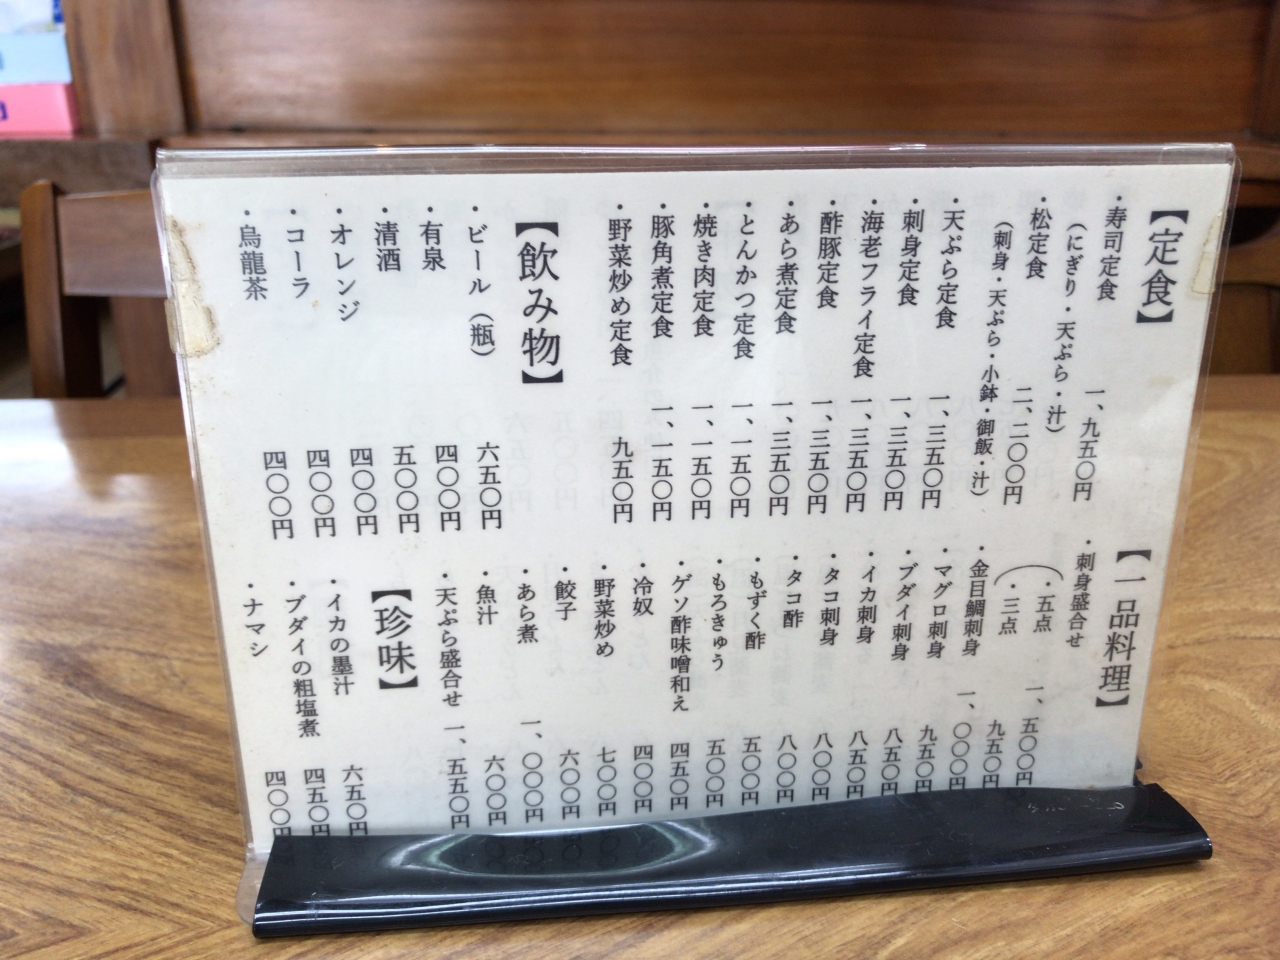 【定食】
・寿司定食 一、九五〇円
（にぎり・天ぷら・汁）
・松定食 二、二〇〇円
（刺身・天ぷら・小鉢・御飯・汁）
・天ぷら定食 一、三五〇円
・刺身定食 一、三五〇円
・海老フライ定食 一、三五〇円
・酢豚定食 一、三五〇円
・あら煮定食 一、三五〇円
・とんかつ定食 一、一五〇円
・焼き肉定食 一、一五〇円
・豚角煮定食 一、一五〇円
・野菜炒め定食 九五〇円
【飲み物】
・ビール（瓶） 六五〇円
・有泉 四〇〇円
・清酒 五〇〇円
・オレンジ 四〇〇円
・コーラ 四〇〇円
・烏龍茶 四〇〇円
【一品料理】
・刺身盛合せ
・五点 一、五〇〇円
・三点 九五〇円
・金目鯛刺身 一、〇〇〇円
・マグロ刺身 九五〇円
・ブダイ刺身 八五〇円
・イカ刺身 八五〇円
・タコ刺身 八〇〇円
・タコ酢 八〇〇円
・もずく酢 五〇〇円
・もろきゅう 五〇〇円
・ゲソ酢味噌和え 四五〇円
・冷奴 四〇〇円
・野菜炒め 七〇〇円
・餃子 六〇〇円
・あら煮 一、〇〇〇円
・魚汁 六〇〇円
・天ぷら盛合せ 一、五五〇円
【珍味】
・イカの墨汁 六五〇円
・ブダイの粗塩煮 四五〇円
・ナマシ 四〇〇円